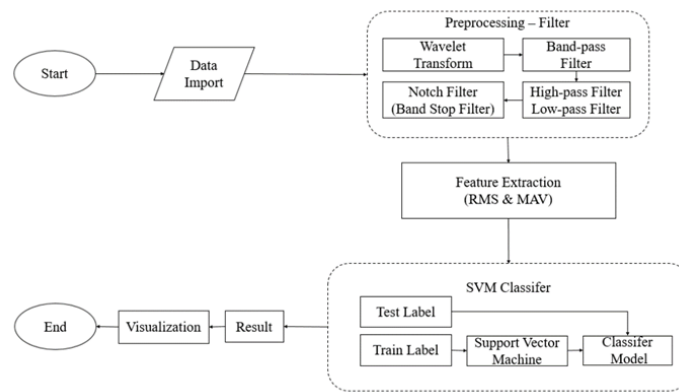 Preprocessing – Filter
Start
Data
Import
Wavelet
Transform
Band-pass
Filter
Notch Filter
(Band Stop Filter)
High-pass Filter
Low-pass Filter
Feature Extraction
(RMS & MAV)
SVM Classifer
Test Label
Train Label
Support Vector
Machine
Classifer
Model
Result
Visualization
End